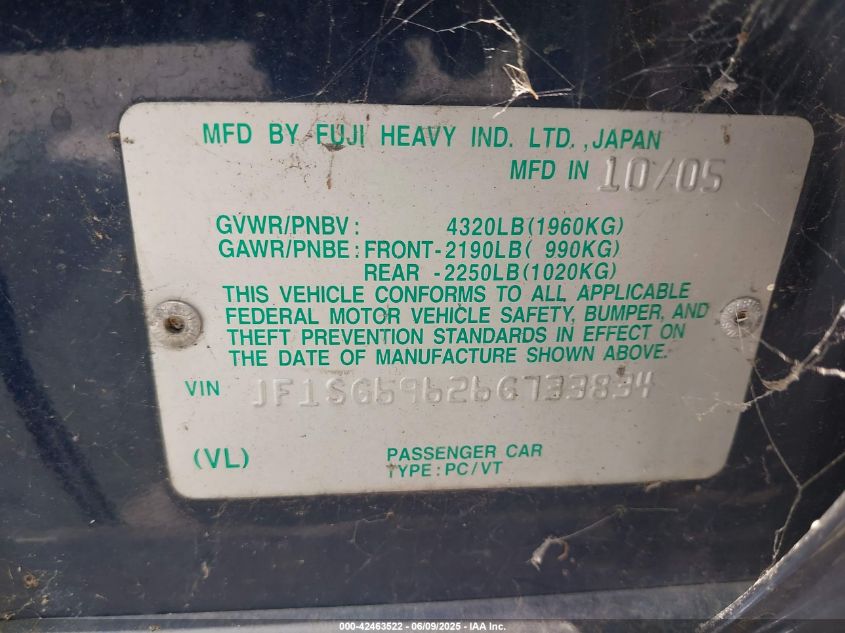 MFD BY FUJI HEAVY IND. LTD., JAPAN
MFD IN 10/05
GVWR/PNBV: 4320LB(1960KG)
GAWR/PNBE: FRONT-2190LB( 990KG)
REAR -2250LB(1020KG)
THIS VEHICLE CONFORMS TO ALL APPLICABLE
FEDERAL MOTOR VEHICLE SAFETY, BUMPER, AND
THEFT PREVENTION STANDARDS IN EFFECT ON
THE DATE OF MANUFACTURE SHOWN ABOVE.
VIN JF1SG69626G733834
(VL) PASSENGER CAR
TYPE: PC/VT
000-42463522 - 06/09/2025 - IAA Inc.